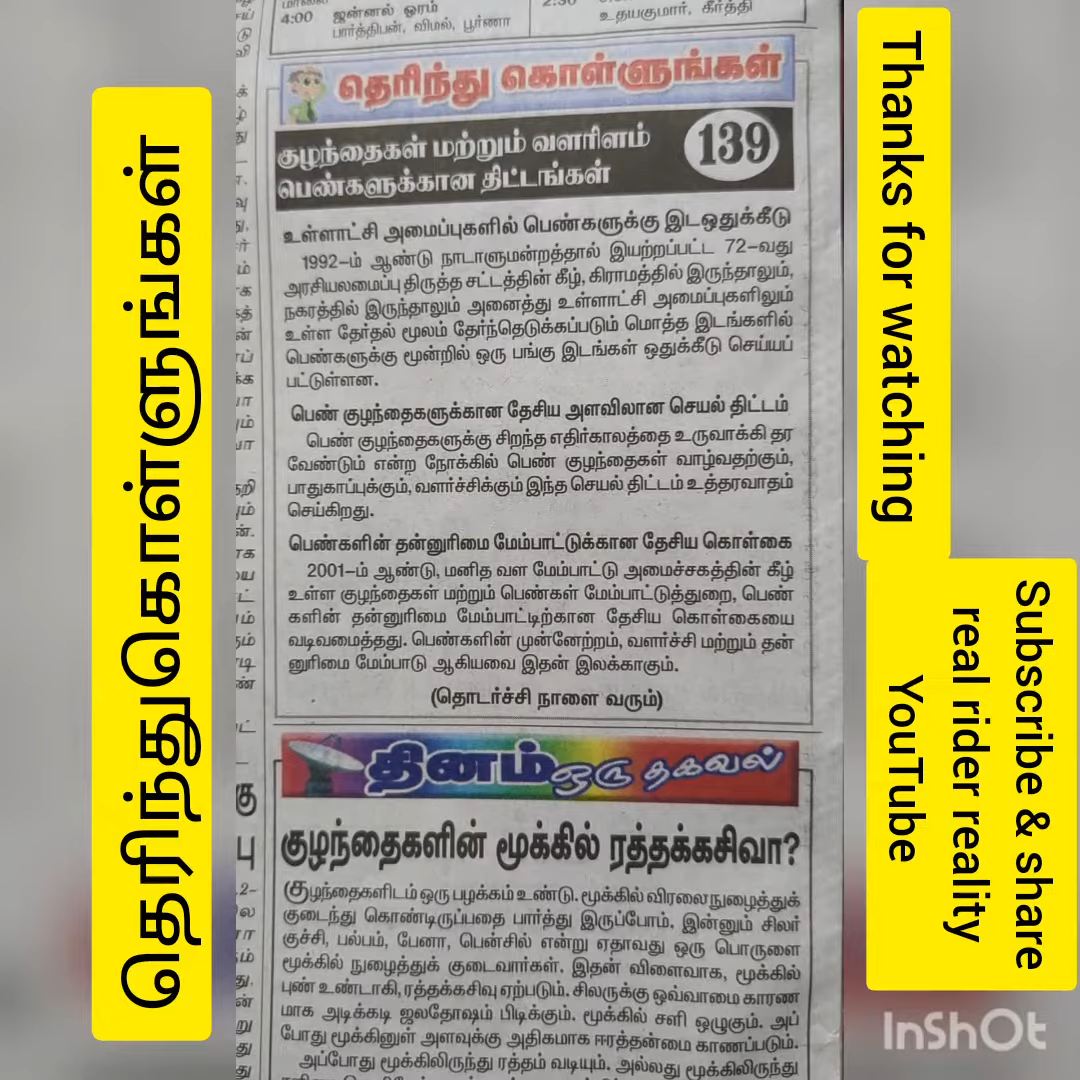 தெரிந்துகொள்ளுங்கள்
4:00 ஜன்னல் ஓரம்
பார்த்திபன், விமல், பூர்ணா
உதயகுமார், கீர்த்தி
தெரிந்து கொள்ளுங்கள்
குழந்தைகள் மற்றும் வளரிளம்
பெண்களுக்கான திட்டங்கள்
139
உள்ளாட்சி அமைப்புகளில் பெண்களுக்கு இடஒதுக்கீடு
1992-ம் ஆண்டு நாடாளுமன்றத்தால் இயற்றப்பட்ட 72-வது
அரசியலமைப்பு திருத்த சட்டத்தின் கீழ், கிராமத்தில் இருந்தாலும்,
நகரத்தில் இருந்தாலும் அனைத்து உள்ளாட்சி அமைப்புகளிலும்
உள்ள தேர்தல் மூலம் தேர்ந்தெடுக்கப்படும் மொத்த இடங்களில்
பெண்களுக்கு மூன்றில் ஒரு பங்கு இடங்கள் ஒதுக்கீடு செய்யப்
பட்டுள்ளன.
பெண் குழந்தைகளுக்கான தேசிய அளவிலான செயல் திட்டம்
பெண் குழந்தைகளுக்கு சிறந்த எதிர்காலத்தை உருவாக்கி தர
வேண்டும் என்ற நோக்கில் பெண் குழந்தைகள் வாழ்வதற்கும்,
பாதுகாப்புக்கும், வளர்ச்சிக்கும் இந்த செயல் திட்டம் உத்தரவாதம்
செய்கிறது.
பெண்களின் தன்னுரிமை மேம்பாட்டுக்கான தேசிய கொள்கை
2001-ம் ஆண்டு, மனித வள மேம்பாட்டு அமைச்சகத்தின் கீழ்
உள்ள குழந்தைகள் மற்றும் பெண்கள் மேம்பாட்டுத்துறை, பெண்
களின் தன்னுரிமை மேம்பாட்டிற்கான தேசிய கொள்கையை
வடிவமைத்தது. பெண்களின் முன்னேற்றம், வளர்ச்சி மற்றும் தன்
னுரிமை மேம்பாடு ஆகியவை இதன் இலக்காகும்.
(தொடர்ச்சி நாளை வரும்)
தினம் ஒரு தகவல்
குழந்தைகளின் மூக்கில் ரத்தக்கசிவா?
குழந்தைகளிடம் ஒரு பழக்கம் உண்டு. மூக்கில் விரலை நுழைத்துக்
குடைந்து கொண்டிருப்பதை பார்த்து இருப்போம், இன்னும் சிலர்
குச்சி, பல்பம், பேனா, பென்சில் என்று ஏதாவது ஒரு பொருளை
மூக்கில் நுழைத்துக் குடைவார்கள். இதன் விளைவாக, மூக்கில்
புண் உண்டாகி, ரத்தக்கசிவு ஏற்படும். சிலருக்கு ஒவ்வாமை காரண
மாக அடிக்கடி ஜலதோஷம் பிடிக்கும். மூக்கில் சளி ஒழுகும். அப்
போது மூக்கினுள் அளவுக்கு அதிகமாக ஈரத்தன்மை காணப்படும்.
அப்போது மூக்கிலிருந்து ரத்தம் வடியும். அல்லது மூக்கிலிருந்து
Thanks for watching
Subscribe & share
real rider reality
YouTube
InShOt